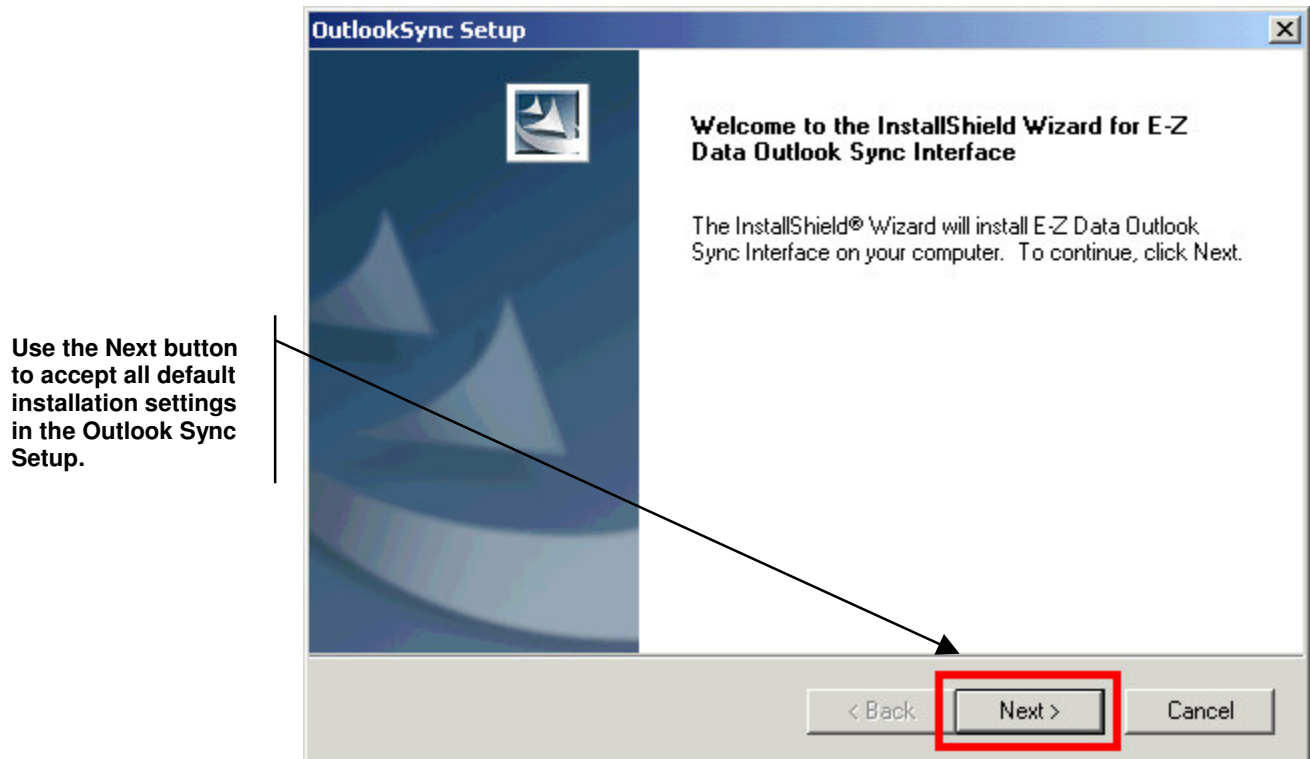 OutlookSync Setup
Welcome to the InstallShield Wizard for E-Z
Data Outlook Sync Interface
The InstallShield® Wizard will install E-Z Data Outlook
Sync Interface on your computer. To continue, click Next.
Use the Next button
to accept all default
installation settings
in the Outlook Sync
Setup.
< Back
Next >
Cancel